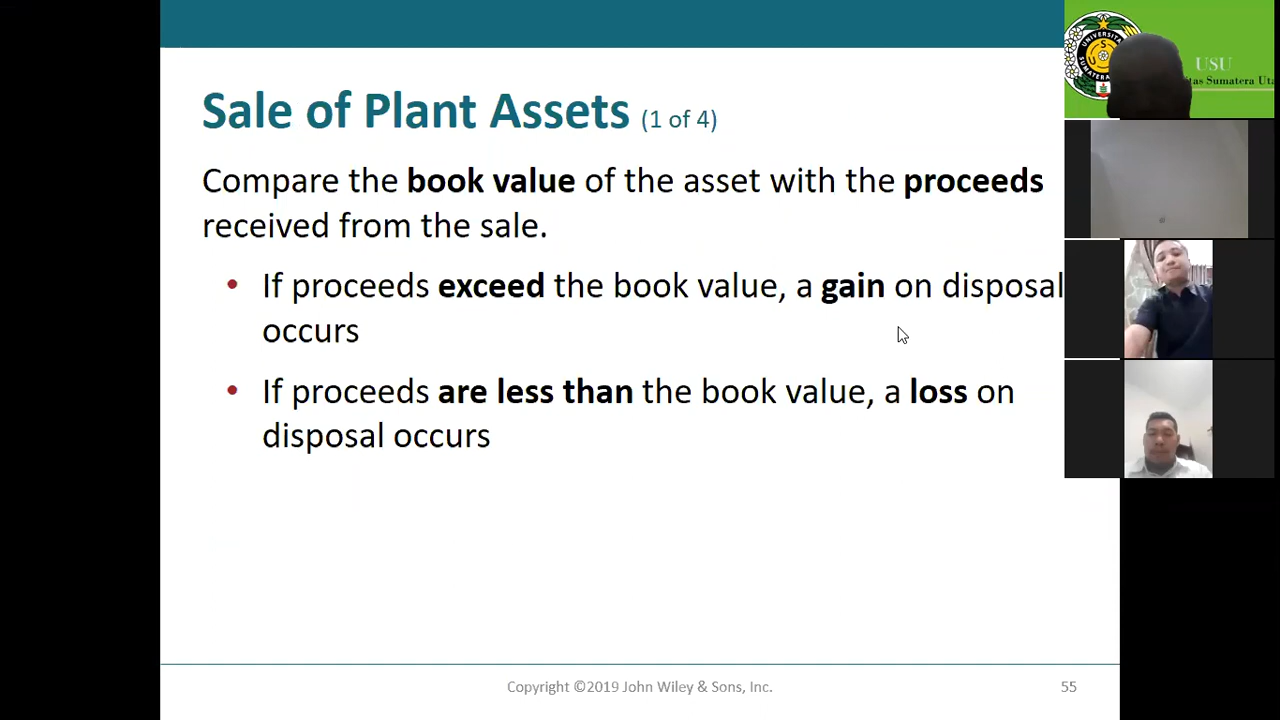 Sale of Plant Assets (1 of 4)
Compare the book value of the asset with the proceeds
received from the sale.
• If proceeds exceed the book value, a gain on disposal
occurs
• If proceeds are less than the book value, a loss on
disposal occurs
Copyright ©2019 John Wiley & Sons, Inc.
55
USU
Sumatera